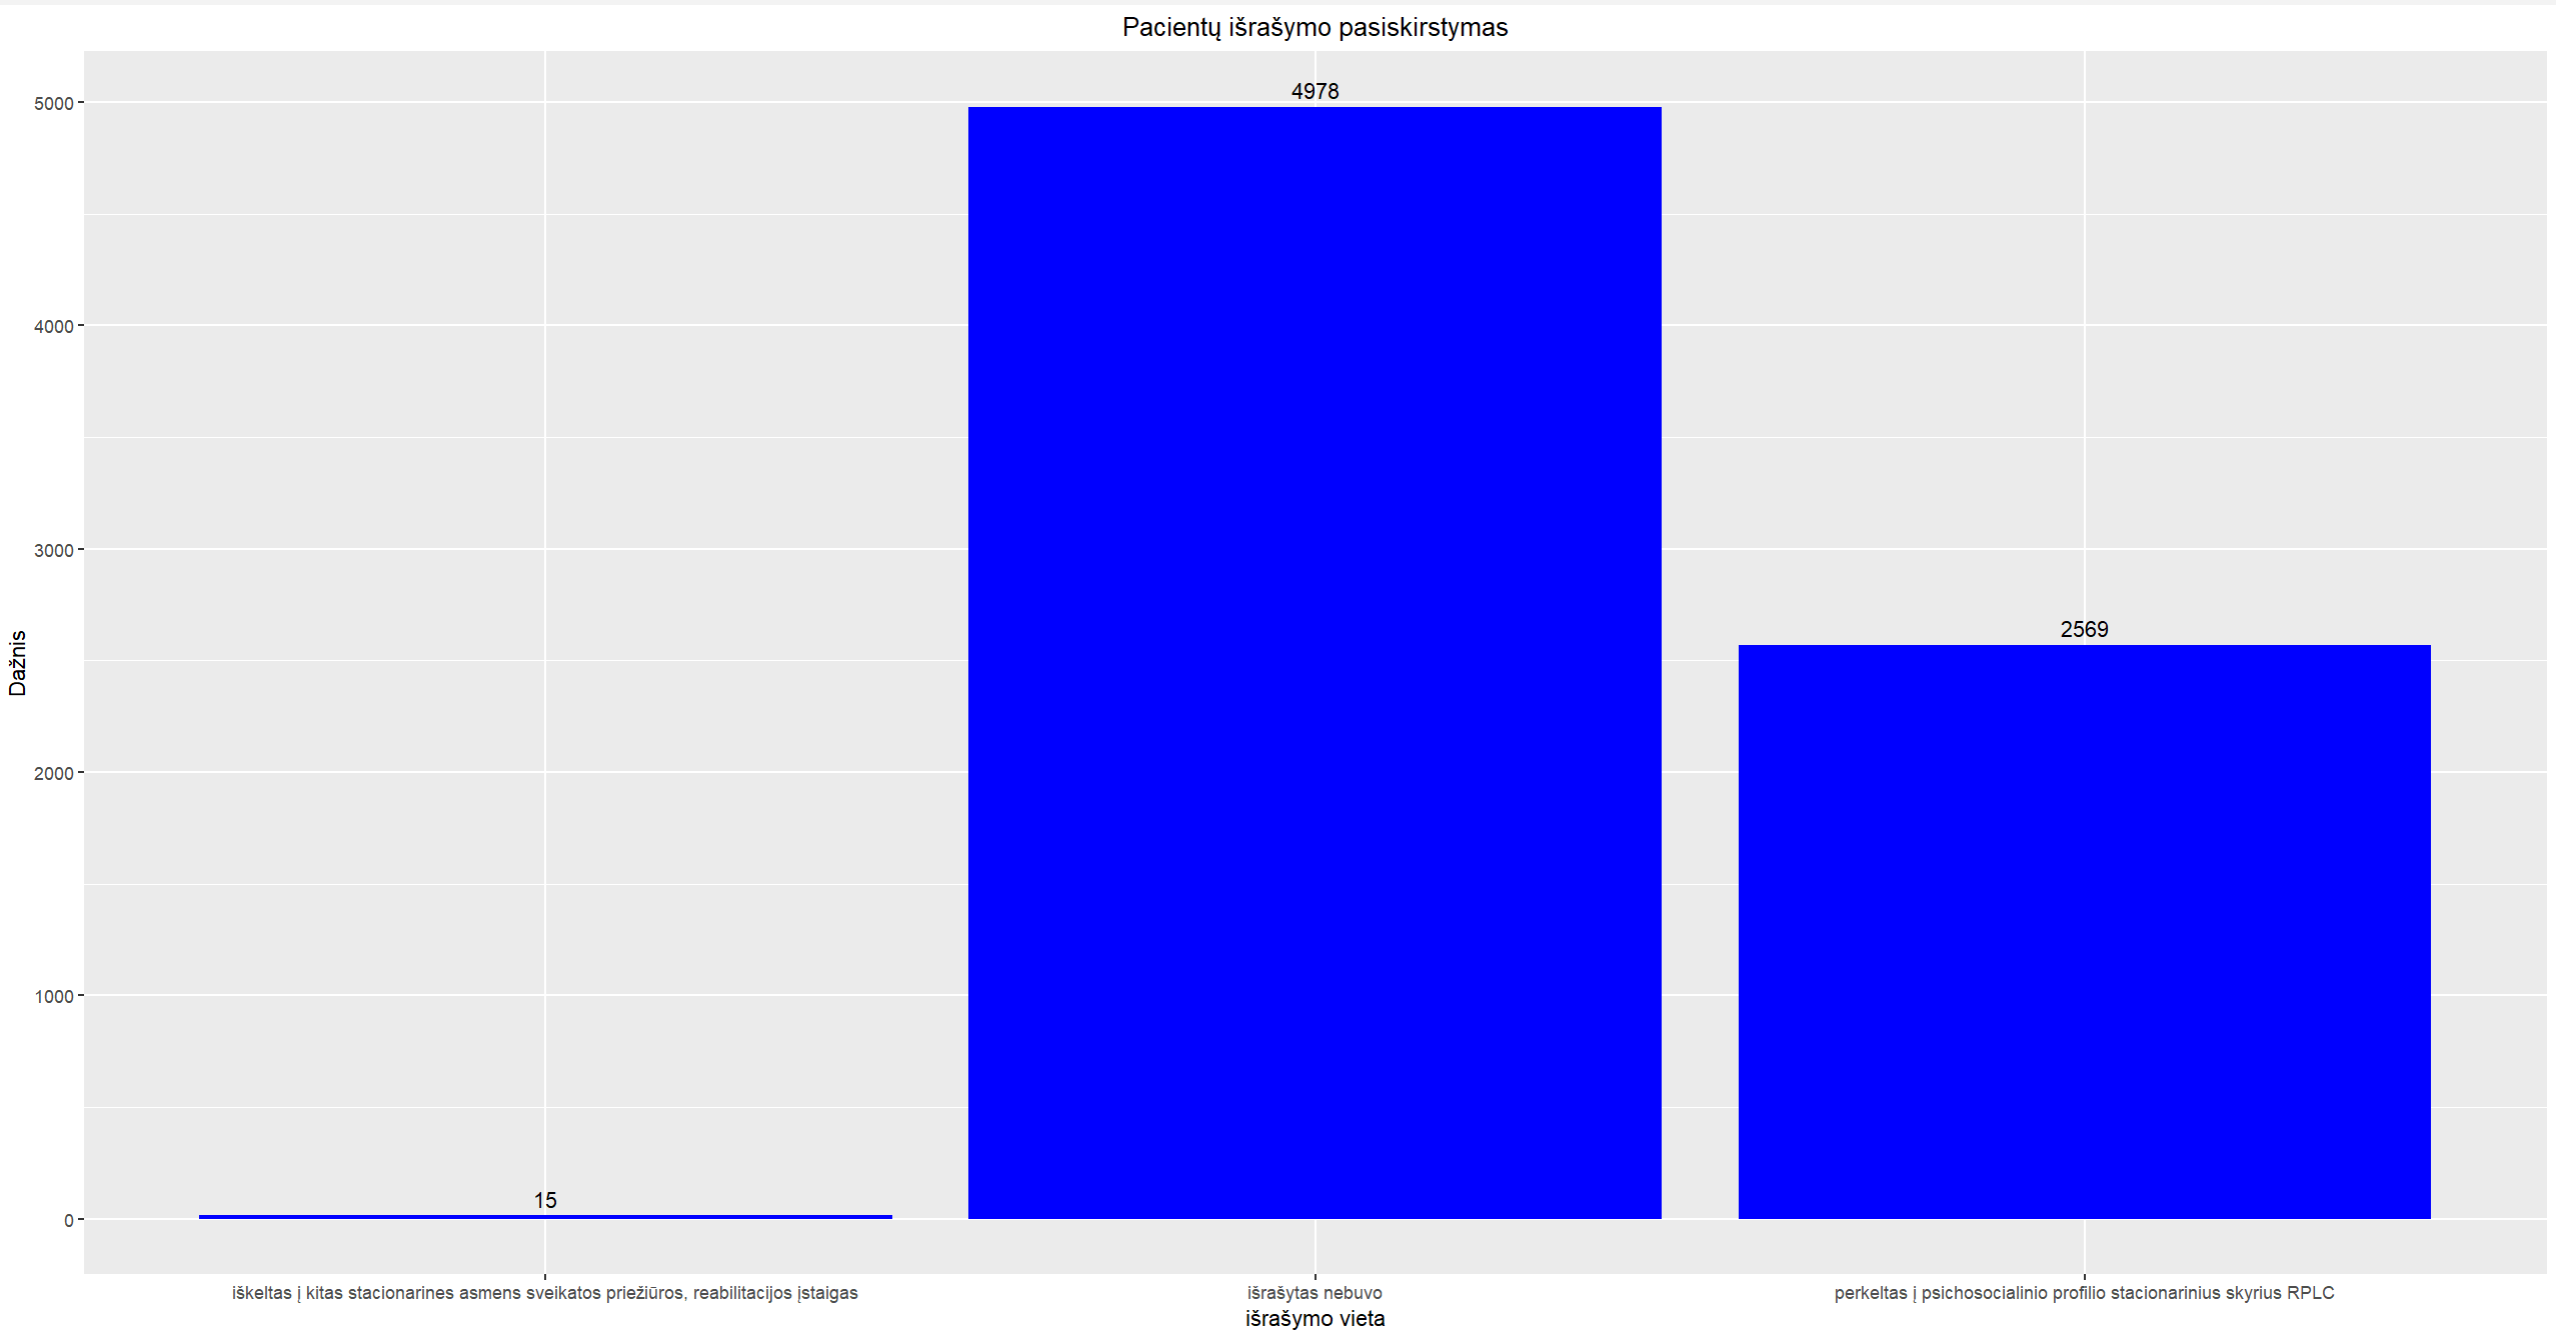 Pacientų išrašymo pasiskirstymas
4978
5000
4000
3000
2569
Dažnis
2000
1000
15
0
iškeltas į kitas stacionarines asmens sveikatos priežiūros, reabilitacijos įstaigas
išrašytas nebuvo
perkeltas į psichosocialinio profilio stacionarinius skyrius RPLC
išrašymo vieta